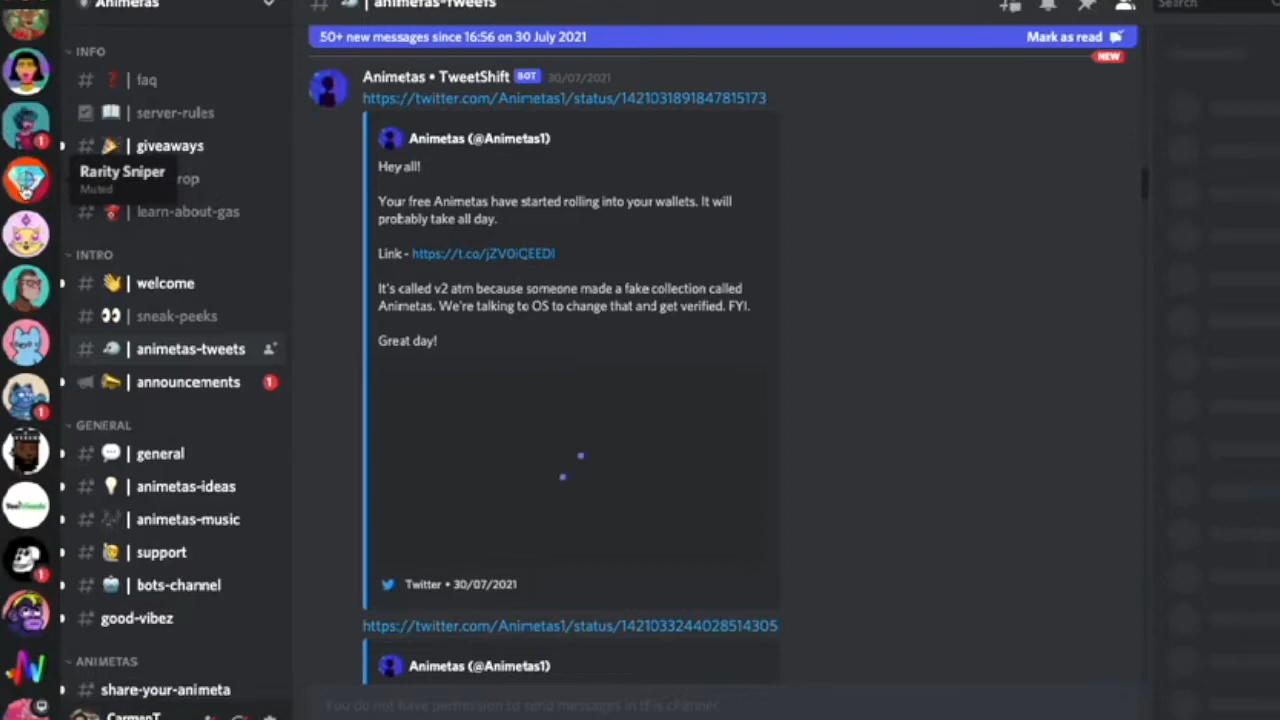 Animetas
animetas-tweets
Search
50+ new messages since 16:56 on 30 July 2021
Mark as read
NEW
INFO
faq
server-rules
giveaways
Rarity Sniper
Muted
rop
learn-about-gas
INTRO
welcome
sneak-peeks
animetas-tweets
announcements
1
GENERAL
general
animetas-ideas
animetas-music
support
bots-channel
good-vibez
ANIMETAS
share-your-animeta
CarmenT
1
1
1
Animetas • TweetShift BOT 30/07/2021
https://twitter.com/Animetas1/status/1421031891847815173
Animetas (@Animetas1)
Hey all!
Your free Animetas have started rolling into your wallets. It will
probably take all day.
Link - https://t.co/jZV0iQEEDI
It's called v2 atm because someone made a fake collection called
Animetas. We're talking to OS to change that and get verified. FYI.
Great day!
Twitter • 30/07/2021
https://twitter.com/Animetas1/status/1421033244028514305
Animetas (@Animetas1)
You do not have permission to send messages in this channel.